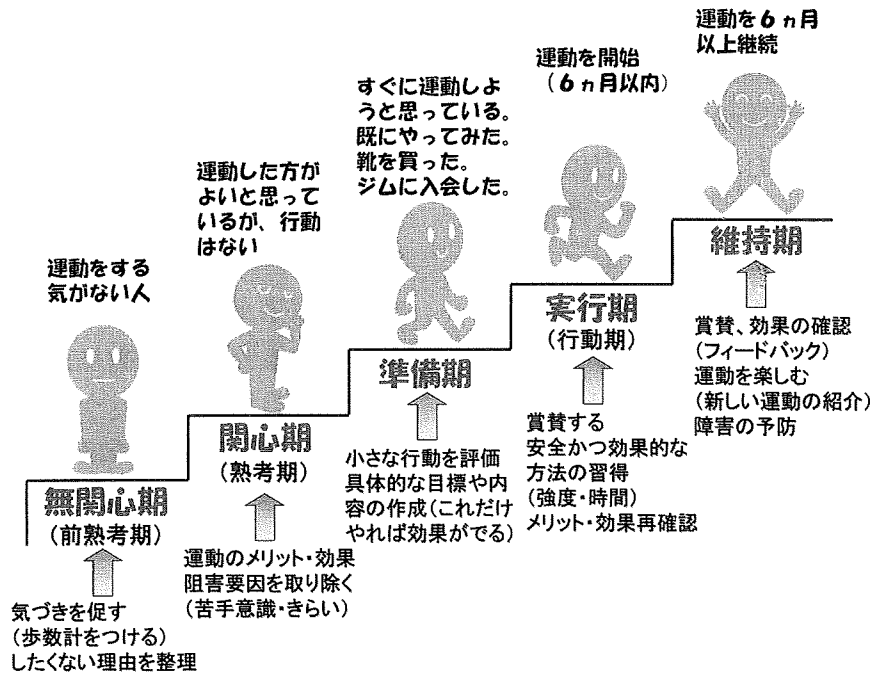 運動をする
気がない人
無関心期
(前熟考期)
気づきを促す
(歩数計をつける)
したくない理由を整理
運動した方が
よいと思って
いるが、行動
はない
関心期
(熟考期)
運動のメリット・効果
阻害要因を取り除く
(苦手意識・きらい)
すぐに運動しよ
うと思っている。
既にやってみた。
靴を買った。
ジムに入会した。
準備期
小さな行動を評価
具体的な目標や内
容の作成(これだけ
やれば効果がでる)
運動を開始
(6ヵ月以内)
実行期
(行動期)
賞賛する
安全かつ効果的な
方法の習得
(強度・時間)
メリット・効果再確認
運動を6ヵ月
以上継続
維持期
賞賛、効果の確認
(フィードバック)
運動を楽しむ
(新しい運動の紹介)
障害の予防